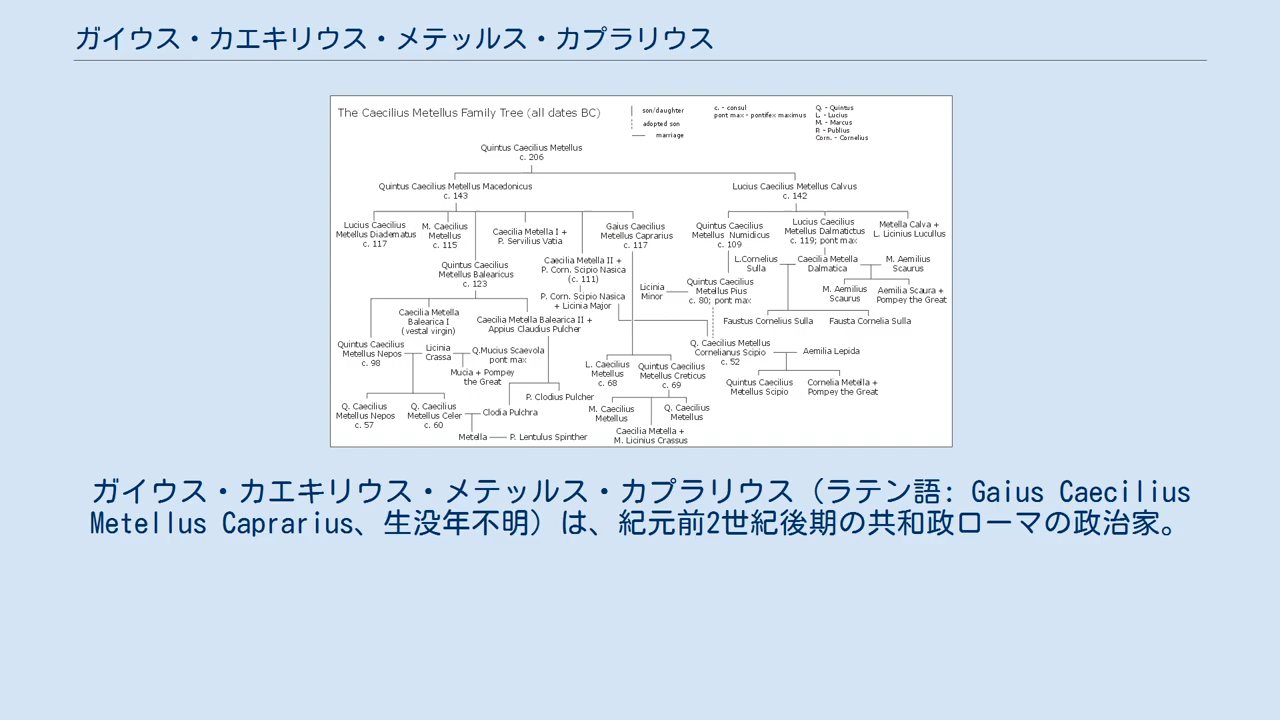 ガイウス・カエキリウス・メテッルス・カプラリウス
The Caecilius Metellus Family Tree (all dates BC)
son/daughter
adopted son
marriage
c. - consul
pont max - pontifex maximus
Q. - Quintus
L. - Lucius
M. - Marcus
P. - Publius
Corn. - Cornelius
Quintus Caecilius Metellus
c. 206
Quintus Caecilius Metellus Macedonicus
c. 143
Lucius Caecilius Metellus Calvus
c. 142
Lucius Caecilius
Metellus Diadematus
c. 117
M. Caecilius
Metellus
c. 115
Caecilia Metella I +
P. Servilius Vatia
Gaius Caecilius
Metellus Caprarius
c. 117
Quintus Caecilius
Metellus Numidicus
c. 109
Lucius Caecilius
Metellus Dalmatictus
c. 119; pont max
Metella Calva +
L. Licinius Lucullus
Quintus Caecilius
Metellus Balearicus
c. 123
Caecilia Metella II +
P. Corn. Scipio Nasica
(c. 111)
L.Cornelius
Sulla
Caecilia Metella
Dalmatica
M. Aemilius
Scaurus
P. Corn. Scipio Nasica
+ Licinia Major
Licinia
Minor
Quintus Caecilius
Metellus Pius
c. 80; pont max
M. Aemilius
Scaurus
Aemilia Scaura +
Pompey the Great
Caecilia Metella
Balearica I
(vestal virgin)
Caecilia Metella Balearica II +
Appius Claudius Pulcher
Faustus Cornelius Sulla
Fausta Cornelia Sulla
Quintus Caecilius
Metellus Nepos
c. 98
Licinia
Crassa
Q.Mucius Scaevola
pont max
Q. Caecilius Metellus
Cornelianus Scipio
c. 52
Aemilia Lepida
Mucia + Pompey
the Great
L. Caecilius
Metellus
c. 68
Quintus Caecilius
Metellus Creticus
c. 69
Quintus Caecilius
Metellus Scipio
Cornelia Metella +
Pompey the Great
P. Clodius Pulcher
Q. Caecilius
Metellus Nepos
c. 57
Q. Caecilius
Metellus Celer
c. 60
Clodia Pulchra
M. Caecilius
Metellus
Q. Caecilius
Metellus
Metella
P. Lentulus Spinther
Caecilia Metella +
M. Licinius Crassus
ガイウス・カエキリウス・メテッルス・カプラリウス（ラテン語: Gaius Caecilius
Metellus Caprarius、生没年不明）は、紀元前2世紀後期の共和政ローマの政治家。